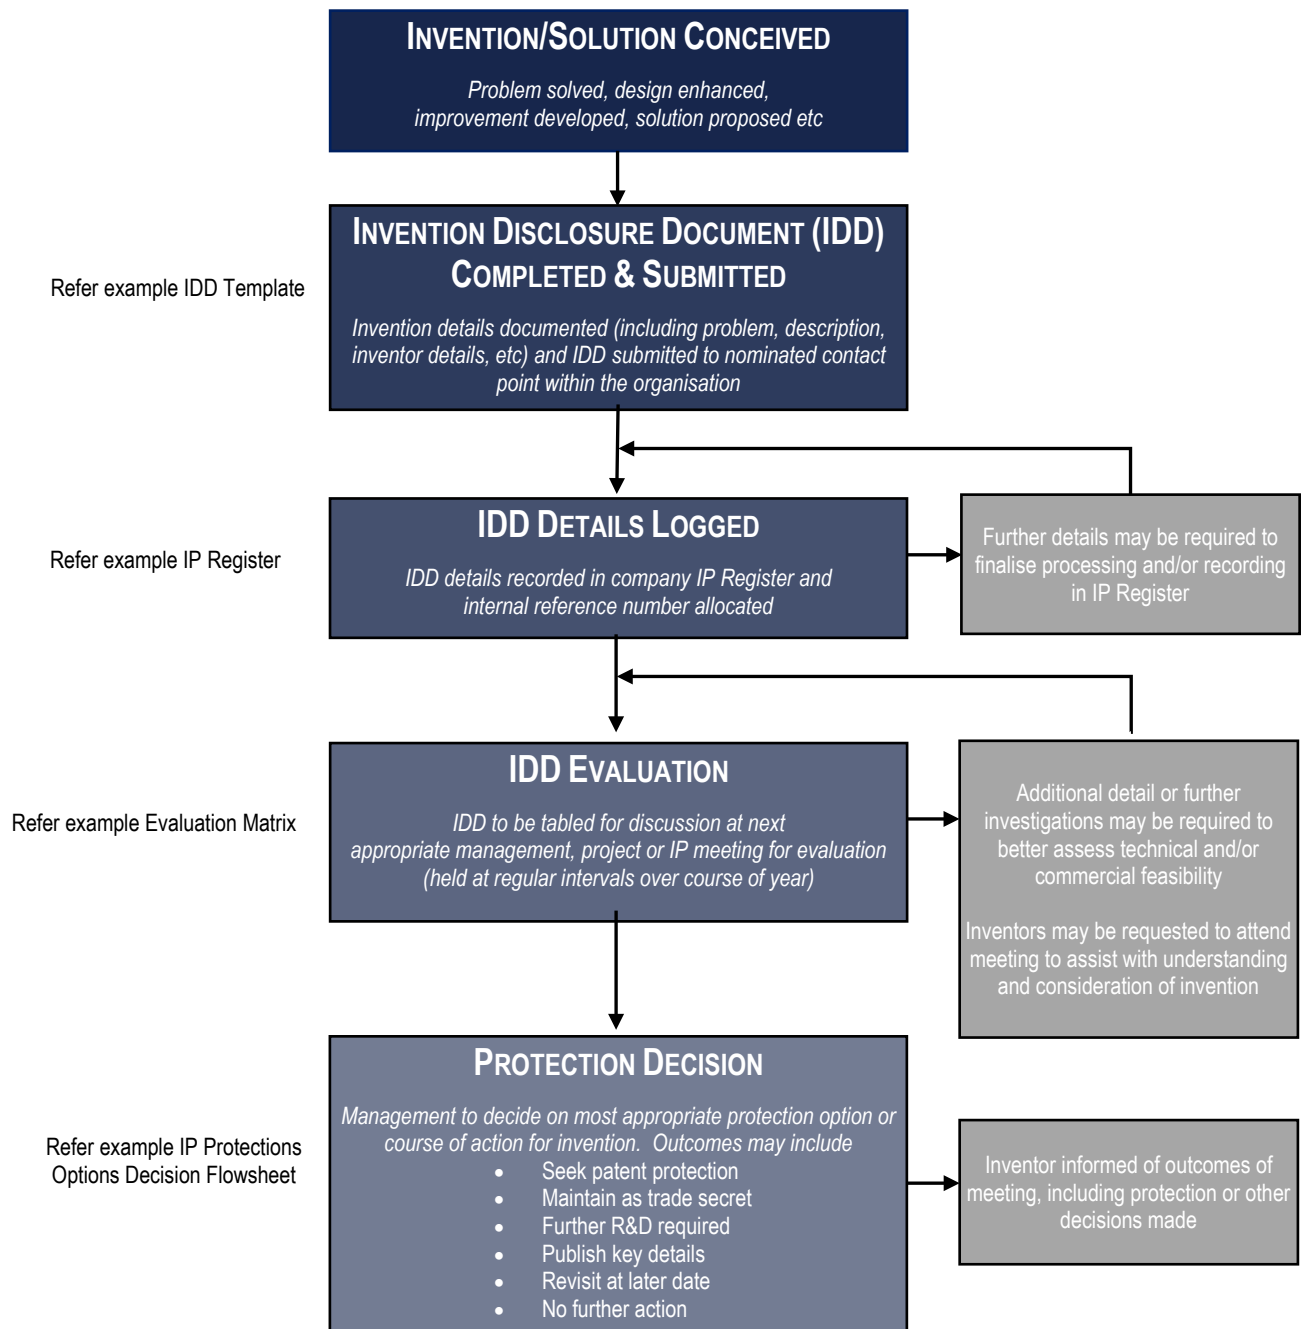 INVENTION/SOLUTION CONCEIVED
Problem solved, design enhanced,
improvement developed, solution proposed etc
INVENTION DISCLOSURE DOCUMENT (IDD)
COMPLETED & SUBMITTED
Refer example IDD Template
Invention details documented (including problem, description,
inventor details, etc) and IDD submitted to nominated contact
point within the organisation
IDD DETAILS LOGGED
Refer example IP Register
IDD details recorded in company IP Register and
internal reference number allocated
Further details may be required to
finalise processing and/or recording
in IP Register
IDD EVALUATION
Refer example Evaluation Matrix
IDD to be tabled for discussion at next
appropriate management, project or IP meeting for evaluation
(held at regular intervals over course of year)
Additional detail or further
investigations may be required to
better assess technical and/or
commercial feasibility
Inventors may be requested to attend
meeting to assist with understanding
and consideration of invention
PROTECTION DECISION
Refer example IP Protections
Options Decision Flowsheet
Management to decide on most appropriate protection option or
course of action for invention.  Outcomes may include
• Seek patent protection
• Maintain as trade secret
• Further R&D required
• Publish key details
• Revisit at later date
• No further action
Inventor informed of outcomes of
meeting, including protection or other
decisions made